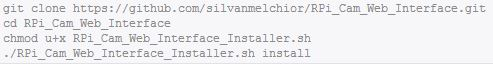 git clone https://github.com/silvanmelchior/RPi_Cam_Web_Interface.git
cd RPi_Cam_Web_Interface
chmod u+x RPi_Cam_Web_Interface_Installer.sh
./RPi_Cam_Web_Interface_Installer.sh install